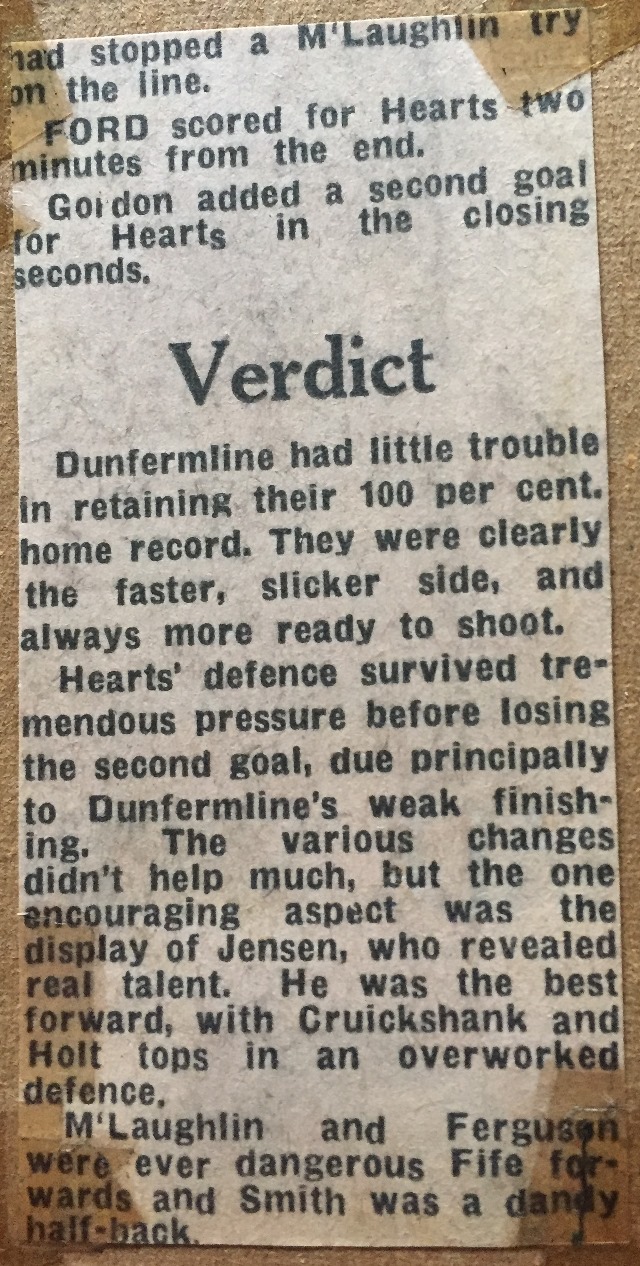 had stopped a M'Laughlin try
on the line.
FORD scored for Hearts two
minutes from the end.
Gordon added a second goal
for Hearts in the closing
seconds.
Verdict
Dunfermline had little trouble
in retaining their 100 per cent.
home record. They were clearly
the faster, slicker side, and
always more ready to shoot.
Hearts' defence survived tre-
mendous pressure before losing
the second goal, due principally
to Dunfermline's weak finish-
ing. The various changes
didn't help much, but the one
encouraging aspect was the
display of Jensen, who revealed
real talent. He was the best
forward, with Cruickshank and
Holt tops in an overworked
defence.
M'Laughlin and Ferguson
were ever dangerous Fife for-
wards and Smith was a dandy
half-back.